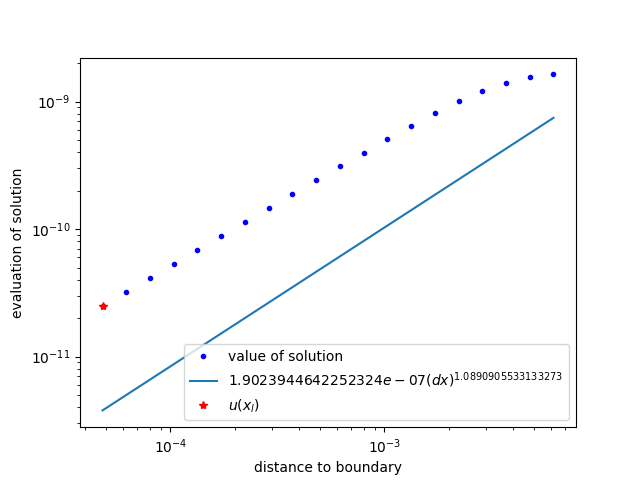 10⁻⁹
10⁻¹⁰
10⁻¹¹
evaluation of solution
value of solution
1.9023944642252324e − 07(dx)^1.0890905533133273
u(x_l)
10⁻⁴
10⁻³
distance to boundary